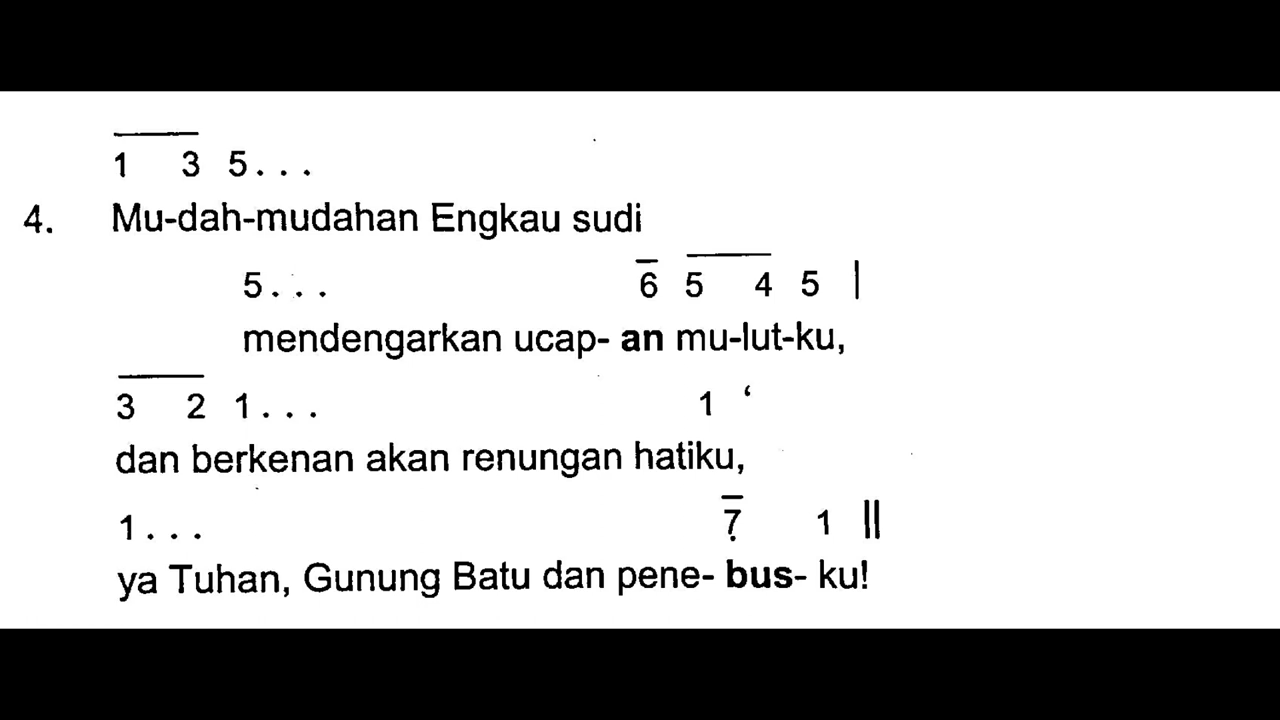 1 3 5...
4. Mu-dah-mudahan Engkau sudi
5... 6 5 4 5 |
mendengarkan ucap- an mu-lut-ku,
3 2 1... 1 ‘
dan berkenan akan renungan hatiku,
1... 7 1 ||
ya Tuhan, Gunung Batu dan pene- bus- ku!